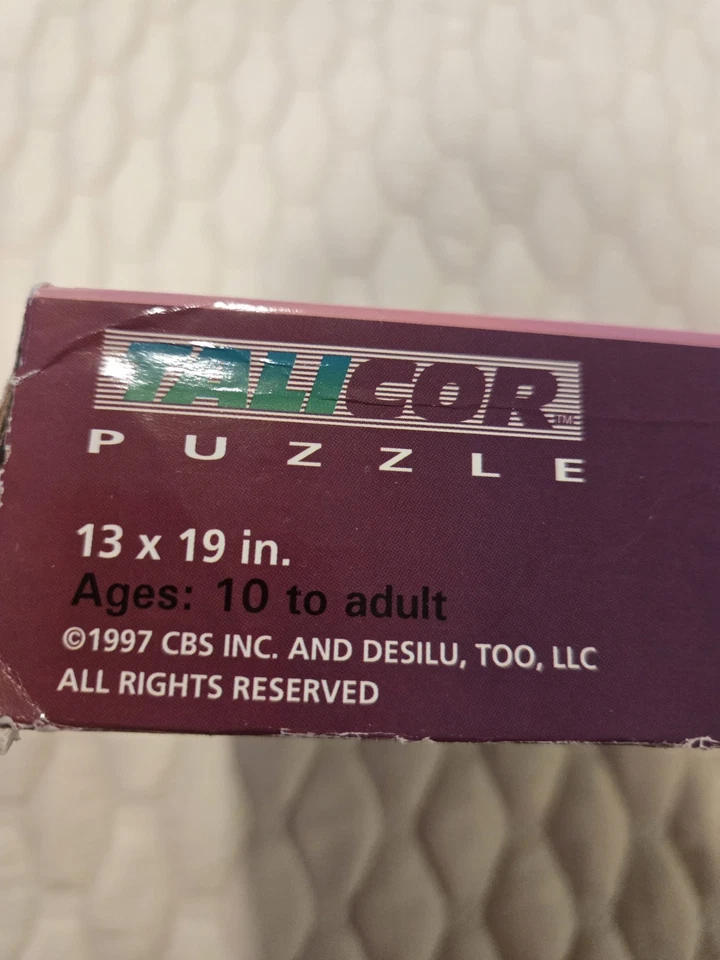 TALICOR™
PUZZLE
13 x 19 in.
Ages: 10 to adult
©1997 CBS INC. AND DESILU, TOO, LLC
ALL RIGHTS RESERVED